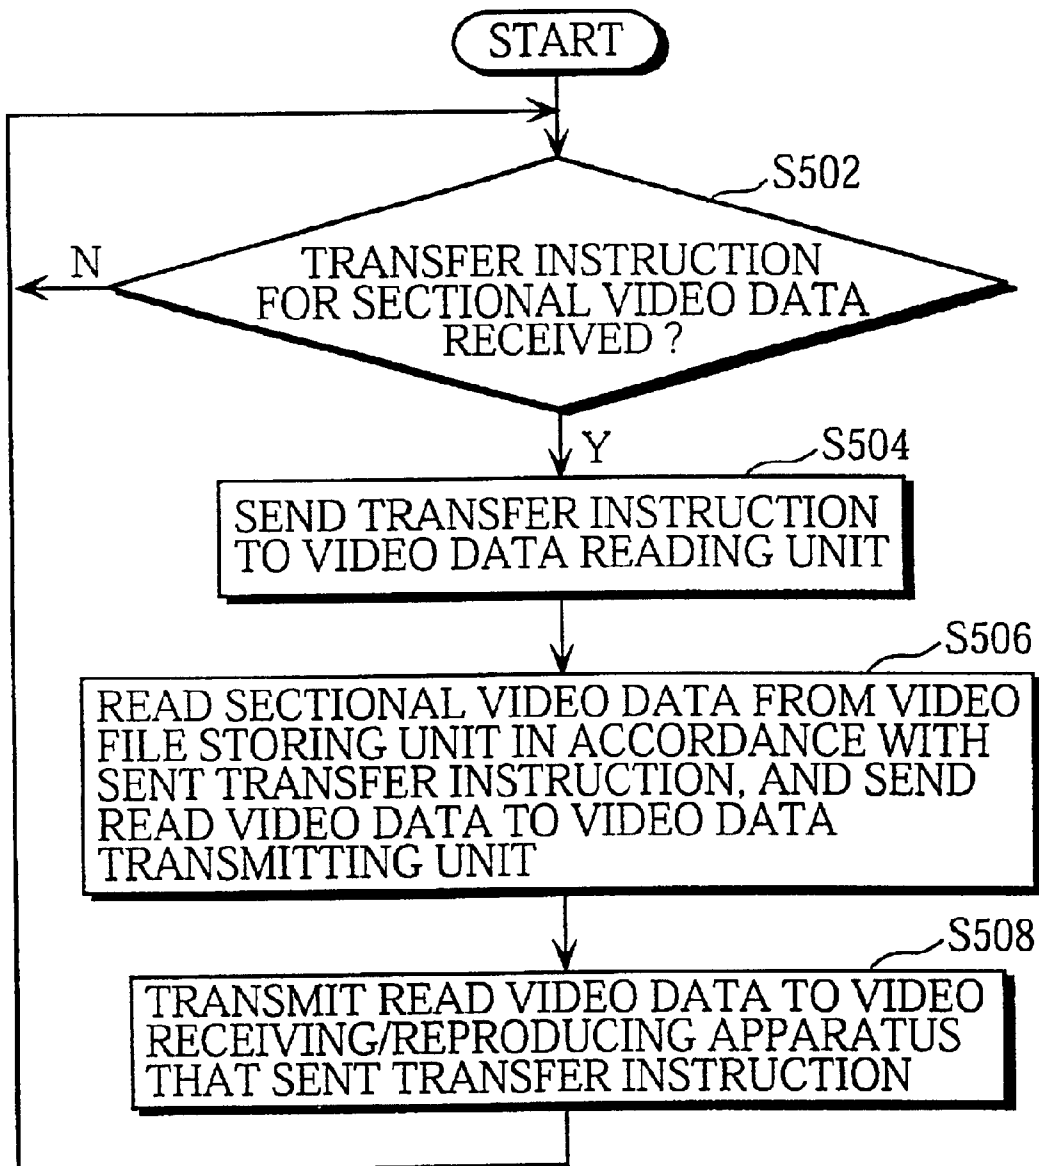 START
S502
N
TRANSFER INSTRUCTION
FOR SECTIONAL VIDEO DATA
RECEIVED ?
Y
S504
SEND TRANSFER INSTRUCTION
TO VIDEO DATA READING UNIT
S506
READ SECTIONAL VIDEO DATA FROM VIDEO
FILE STORING UNIT IN ACCORDANCE WITH
SENT TRANSFER INSTRUCTION, AND SEND
READ VIDEO DATA TO VIDEO DATA
TRANSMITTING UNIT
S508
TRANSMIT READ VIDEO DATA TO VIDEO
RECEIVING/REPRODUCING APPARATUS
THAT SENT TRANSFER INSTRUCTION